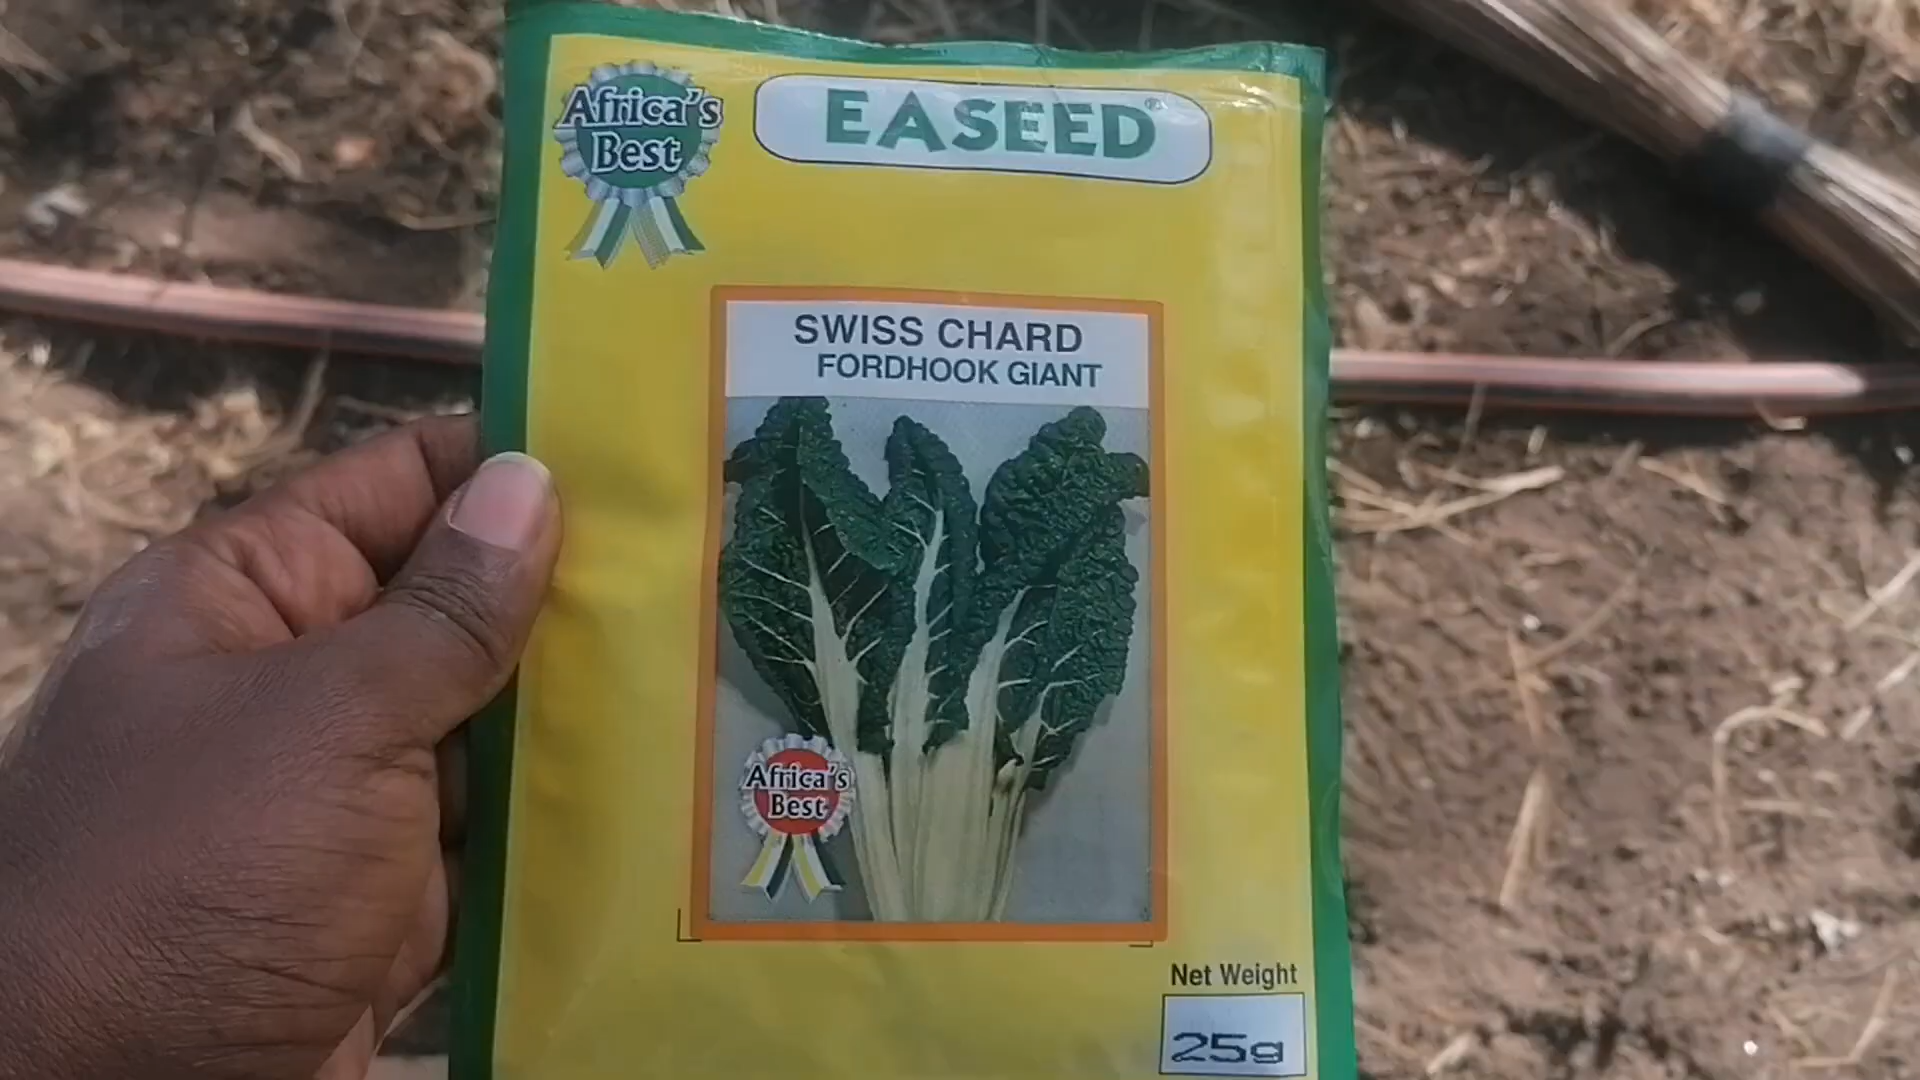 Africa's
Best
EASEED®
SWISS CHARD
FORDHOOK GIANT
Africa's
Best
Net Weight
25g